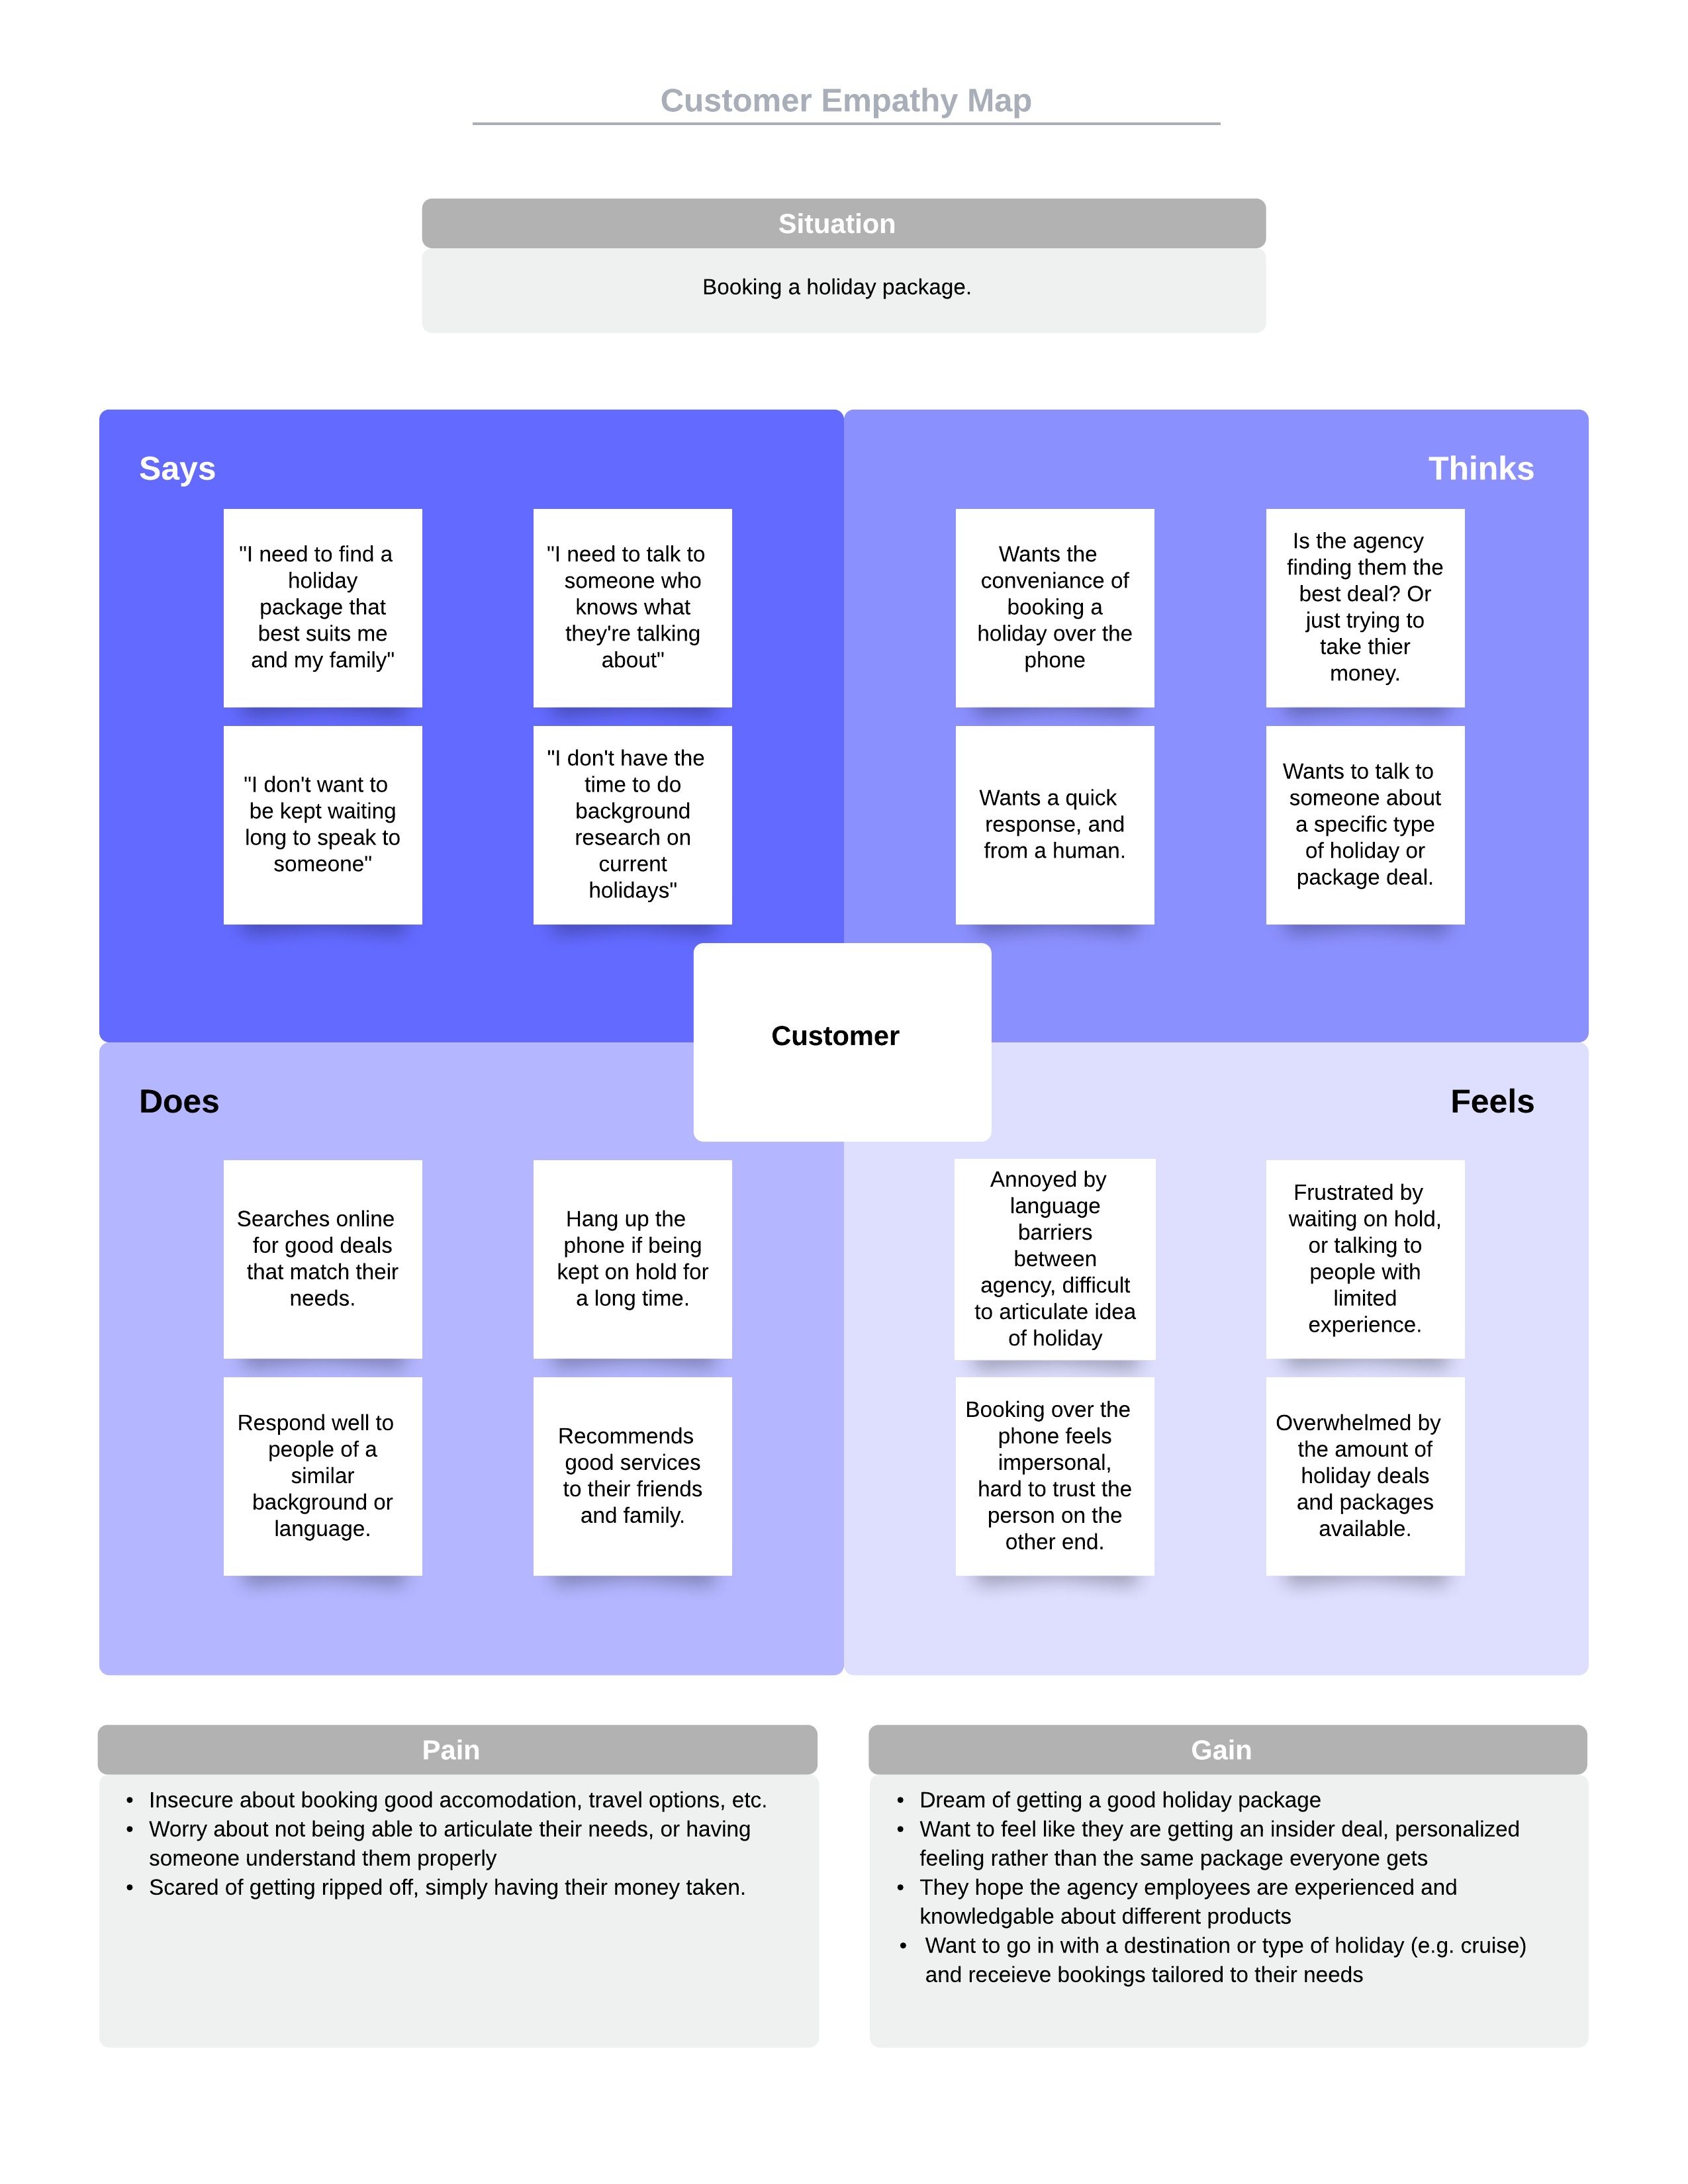 Customer Empathy Map
Situation
Booking a holiday package.
Says
"I need to find a
holiday
package that
best suits me
and my family"
"I need to talk to
someone who
knows what
they're talking
about"
"I don't want to
be kept waiting
long to speak to
someone"
"I don't have the
time to do
background
research on
current
holidays"
Thinks
Wants the
conveniance of
booking a
holiday over the
phone
Is the agency
finding them the
best deal? Or
just trying to
take thier
money.
Wants a quick
response, and
from a human.
Wants to talk to
someone about
a specific type
of holiday or
package deal.
Customer
Does
Searches online
for good deals
that match their
needs.
Hang up the
phone if being
kept on hold for
a long time.
Respond well to
people of a
similar
background or
language.
Recommends
good services
to their friends
and family.
Feels
Annoyed by
language
barriers
between
agency, difficult
to articulate idea
of holiday
Frustrated by
waiting on hold,
or talking to
people with
limited
experience.
Booking over the
phone feels
impersonal,
hard to trust the
person on the
other end.
Overwhelmed by
the amount of
holiday deals
and packages
available.
Pain
• Insecure about booking good accomodation, travel options, etc.
• Worry about not being able to articulate their needs, or having
someone understand them properly
• Scared of getting ripped off, simply having their money taken.
Gain
• Dream of getting a good holiday package
• Want to feel like they are getting an insider deal, personalized
feeling rather than the same package everyone gets
• They hope the agency employees are experienced and
knowledgable about different products
• Want to go in with a destination or type of holiday (e.g. cruise)
and receieve bookings tailored to their needs